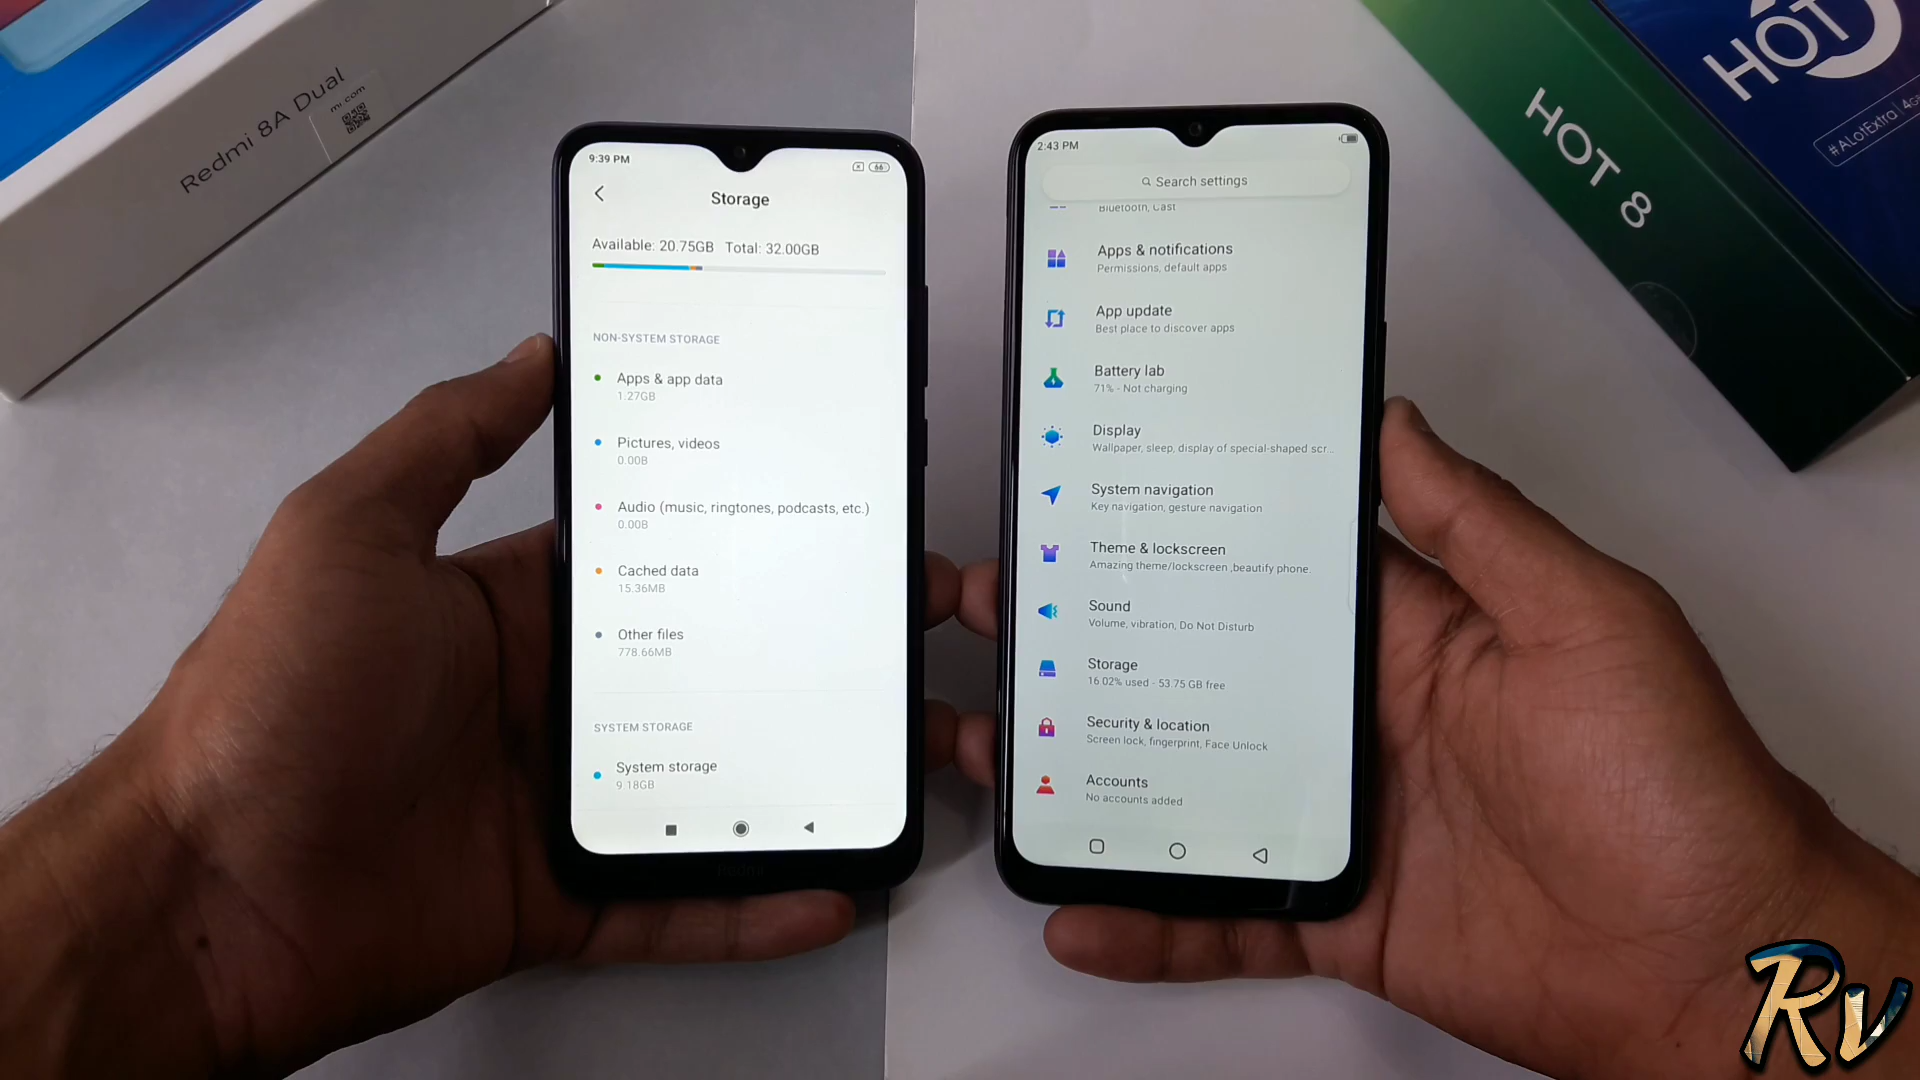 Redmi 8A Dual
mi.com
9:39 PM
66
Storage
Available: 20.75GB Total: 32.00GB
NON-SYSTEM STORAGE
Apps & app data
1.27GB
Pictures, videos
0.00B
Audio (music, ringtones, podcasts, etc.)
0.00B
Cached data
15.36MB
Other files
778.66MB
SYSTEM STORAGE
System storage
9.18GB
Redmi
2:43 PM
Search settings
Bluetooth, Cast
Apps & notifications
Permissions, default apps
App update
Best place to discover apps
Battery lab
71% - Not charging
Display
Wallpaper, sleep, display of special-shaped scr...
System navigation
Key navigation, gesture navigation
Theme & lockscreen
Amazing theme/lockscreen ,beautify phone.
Sound
Volume, vibration, Do Not Disturb
Storage
16.02% used - 53.75 GB free
Security & location
Screen lock, fingerprint, Face Unlock
Accounts
No accounts added
HOT 8
HOT
#ALotExtra | 4G
Rv